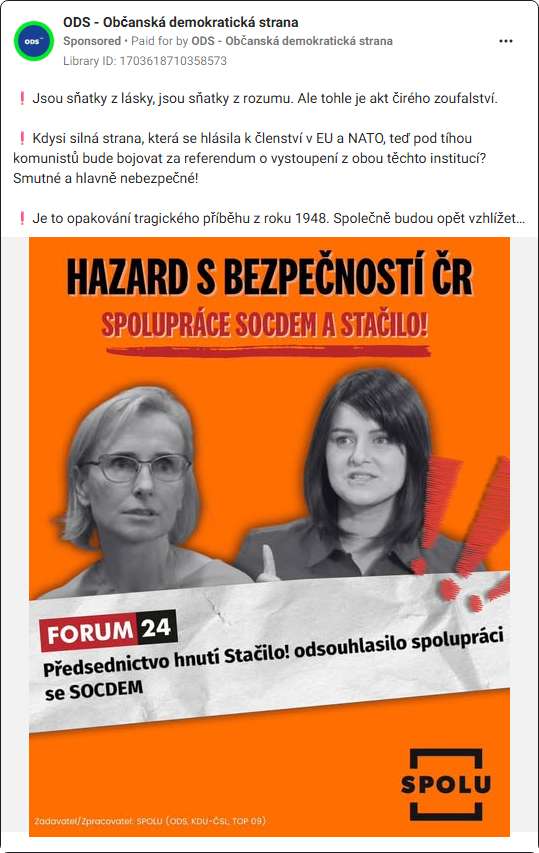 ODS - Občanská demokratická strana
Sponsored • Paid for by ODS - Občanská demokratická strana
Library ID: 1703618710358573
ODS
❗ Jsou sňatky z lásky, jsou sňatky z rozumu. Ale tohle je akt čirého zoufalství.
❗ Kdysi silná strana, která se hlásila k členství v EU a NATO, teď pod tíhou
komunistů bude bojovat za referendum o vystoupení z obou těchto institucí?
Smutné a hlavně nebezpečné!
❗ Je to opakování tragického příběhu z roku 1948. Společně budou opět vzhlížet…
HAZARD S BEZPEČNOSTÍ ČR
SPOLUPRÁCE SOCDEM A STAČILO!
FORUM 24
Předsednictvo hnutí Stačilo! odsouhlasilo spolupráci
se SOCDEM
SPOLU
Zadavatel/Zpracovatel: SPOLU (ODS, KDU-ČSL, TOP 09)